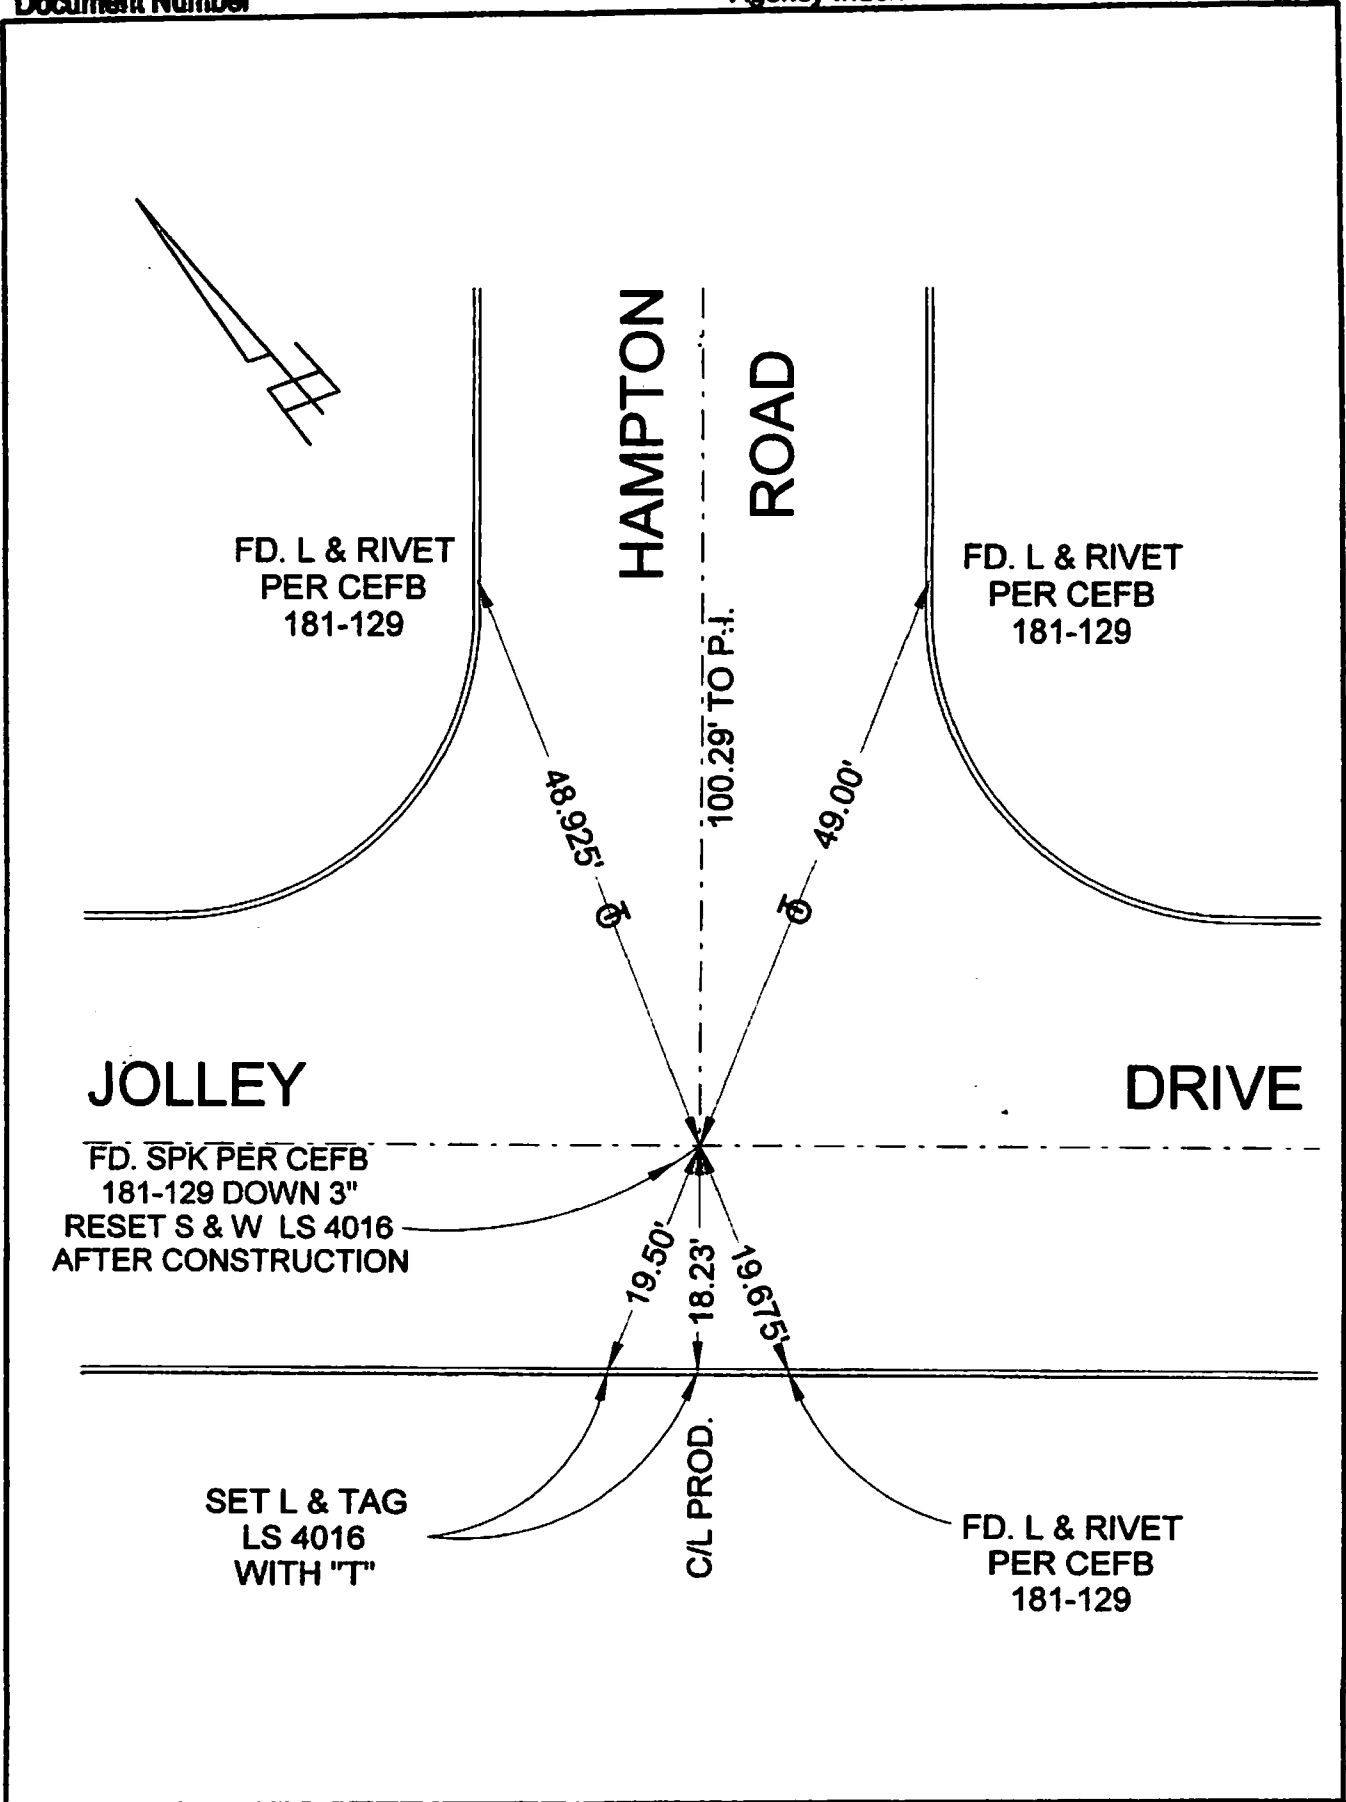 Document Number
HAMPTON
ROAD
FD. L & RIVET
PER CEFB
181-129
FD. L & RIVET
PER CEFB
181-129
100.29' TO P.I.
48.925'
49.00'
JOLLEY
DRIVE
FD. SPK PER CEFB
181-129 DOWN 3"
RESET S & W LS 4016
AFTER CONSTRUCTION
19.50'
18.23'
19.675'
SET L & TAG
LS 4016
WITH "T"
C/L PROD.
FD. L & RIVET
PER CEFB
181-129